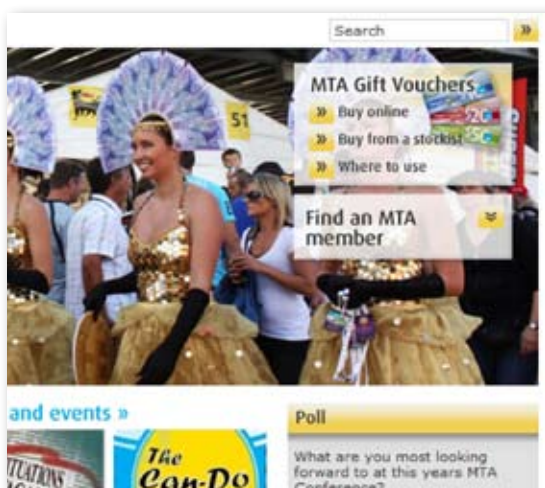 Search
MTA Gift Vouchers
Buy online
Buy from a stockist
Where to use
Find an MTA
member
51
and events »
Poll
What are you most looking
forward to at this years MTA
Conference?
The
Can-Do